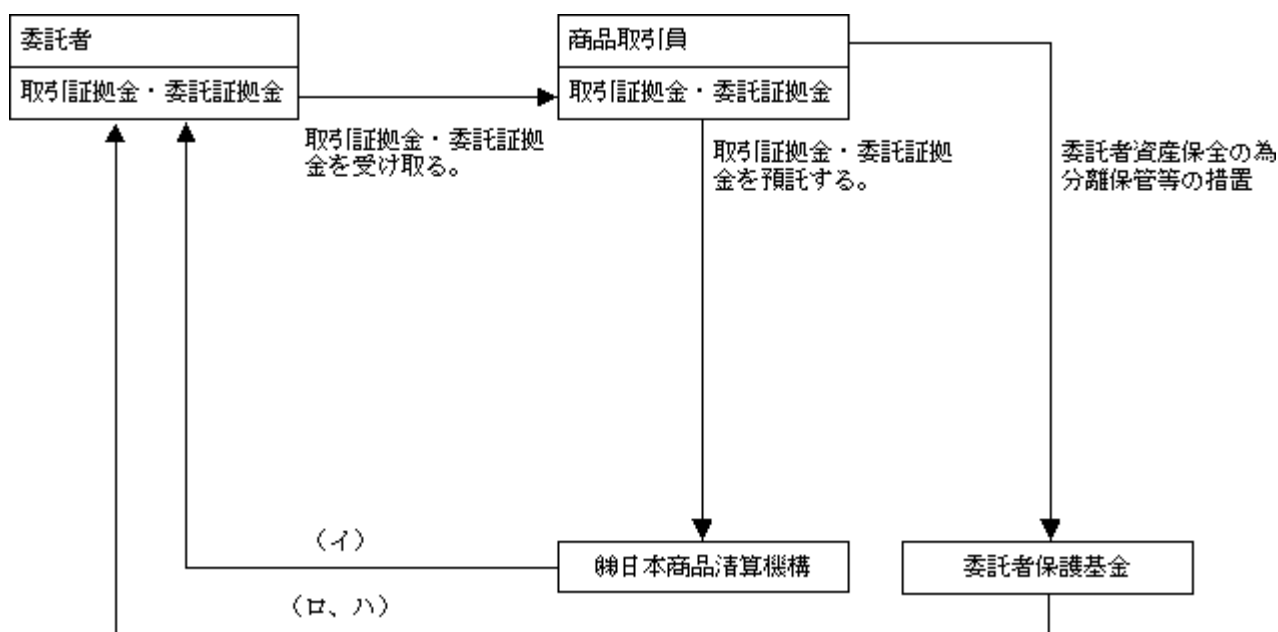 委託者
取引証拠金・委託証拠金
取引証拠金・委託証拠
金を受け取る。
商品取引員
取引証拠金・委託証拠金
取引証拠金・委託証拠
金を預託する。
委託者資産保全の為
分離保管等の措置
（イ）
（ロ、ハ）
㈱日本商品清算機構
委託者保護基金